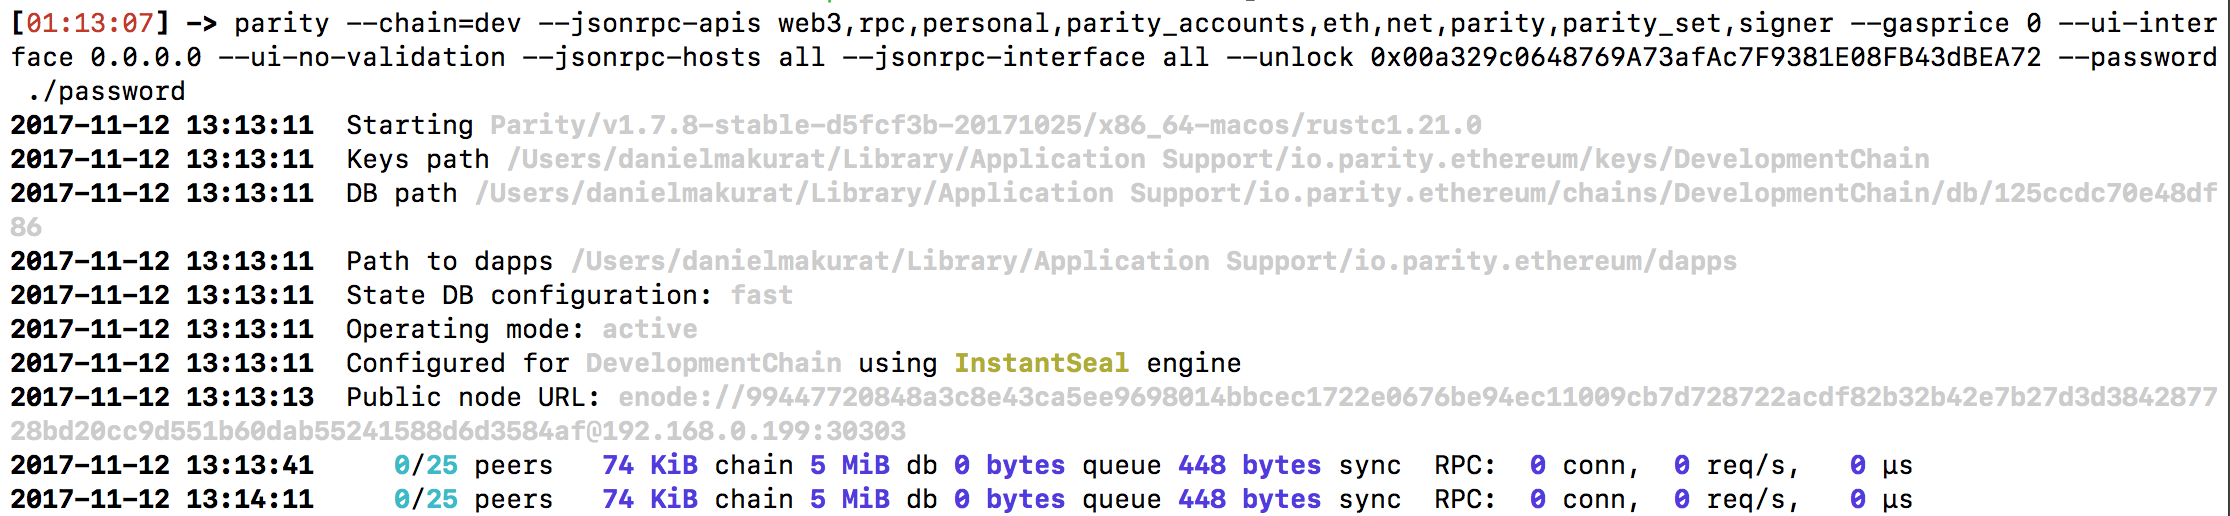 [01:13:07] -> parity --chain=dev --jsonrpc-apis web3,rpc,personal,parity_accounts,eth,net,parity,parity_set,signer --gasprice 0 --ui-inter
face 0.0.0.0 --ui-no-validation --jsonrpc-hosts all --jsonrpc-interface all --unlock 0x00a329c0648769A73afAc7F9381E08FB43dBEA72 --password
 ./password
2017-11-12 13:13:11  Starting Parity/v1.7.8-stable-d5fcf3b-20171025/x86_64-macos/rustc1.21.0
2017-11-12 13:13:11  Keys path /Users/danielmakurat/Library/Application Support/io.parity.ethereum/keys/DevelopmentChain
2017-11-12 13:13:11  DB path /Users/danielmakurat/Library/Application Support/io.parity.ethereum/chains/DevelopmentChain/db/125ccdc70e48df
86
2017-11-12 13:13:11  Path to dapps /Users/danielmakurat/Library/Application Support/io.parity.ethereum/dapps
2017-11-12 13:13:11  State DB configuration: fast
2017-11-12 13:13:11  Operating mode: active
2017-11-12 13:13:11  Configured for DevelopmentChain using InstantSeal engine
2017-11-12 13:13:13  Public node URL: enode://99447720848a3c8e43ca5ee9698014bbcec1722e0676be94ec11009cb7d728722acdf82b32b42e7b27d3d3842877
28bd20cc9d551b60dab55241588d6d3584af@192.168.0.199:30303
2017-11-12 13:13:41     0/25 peers   74 KiB chain 5 MiB db 0 bytes queue 448 bytes sync  RPC:  0 conn,  0 req/s,   0 µs
2017-11-12 13:14:11     0/25 peers   74 KiB chain 5 MiB db 0 bytes queue 448 bytes sync  RPC:  0 conn,  0 req/s,   0 µs